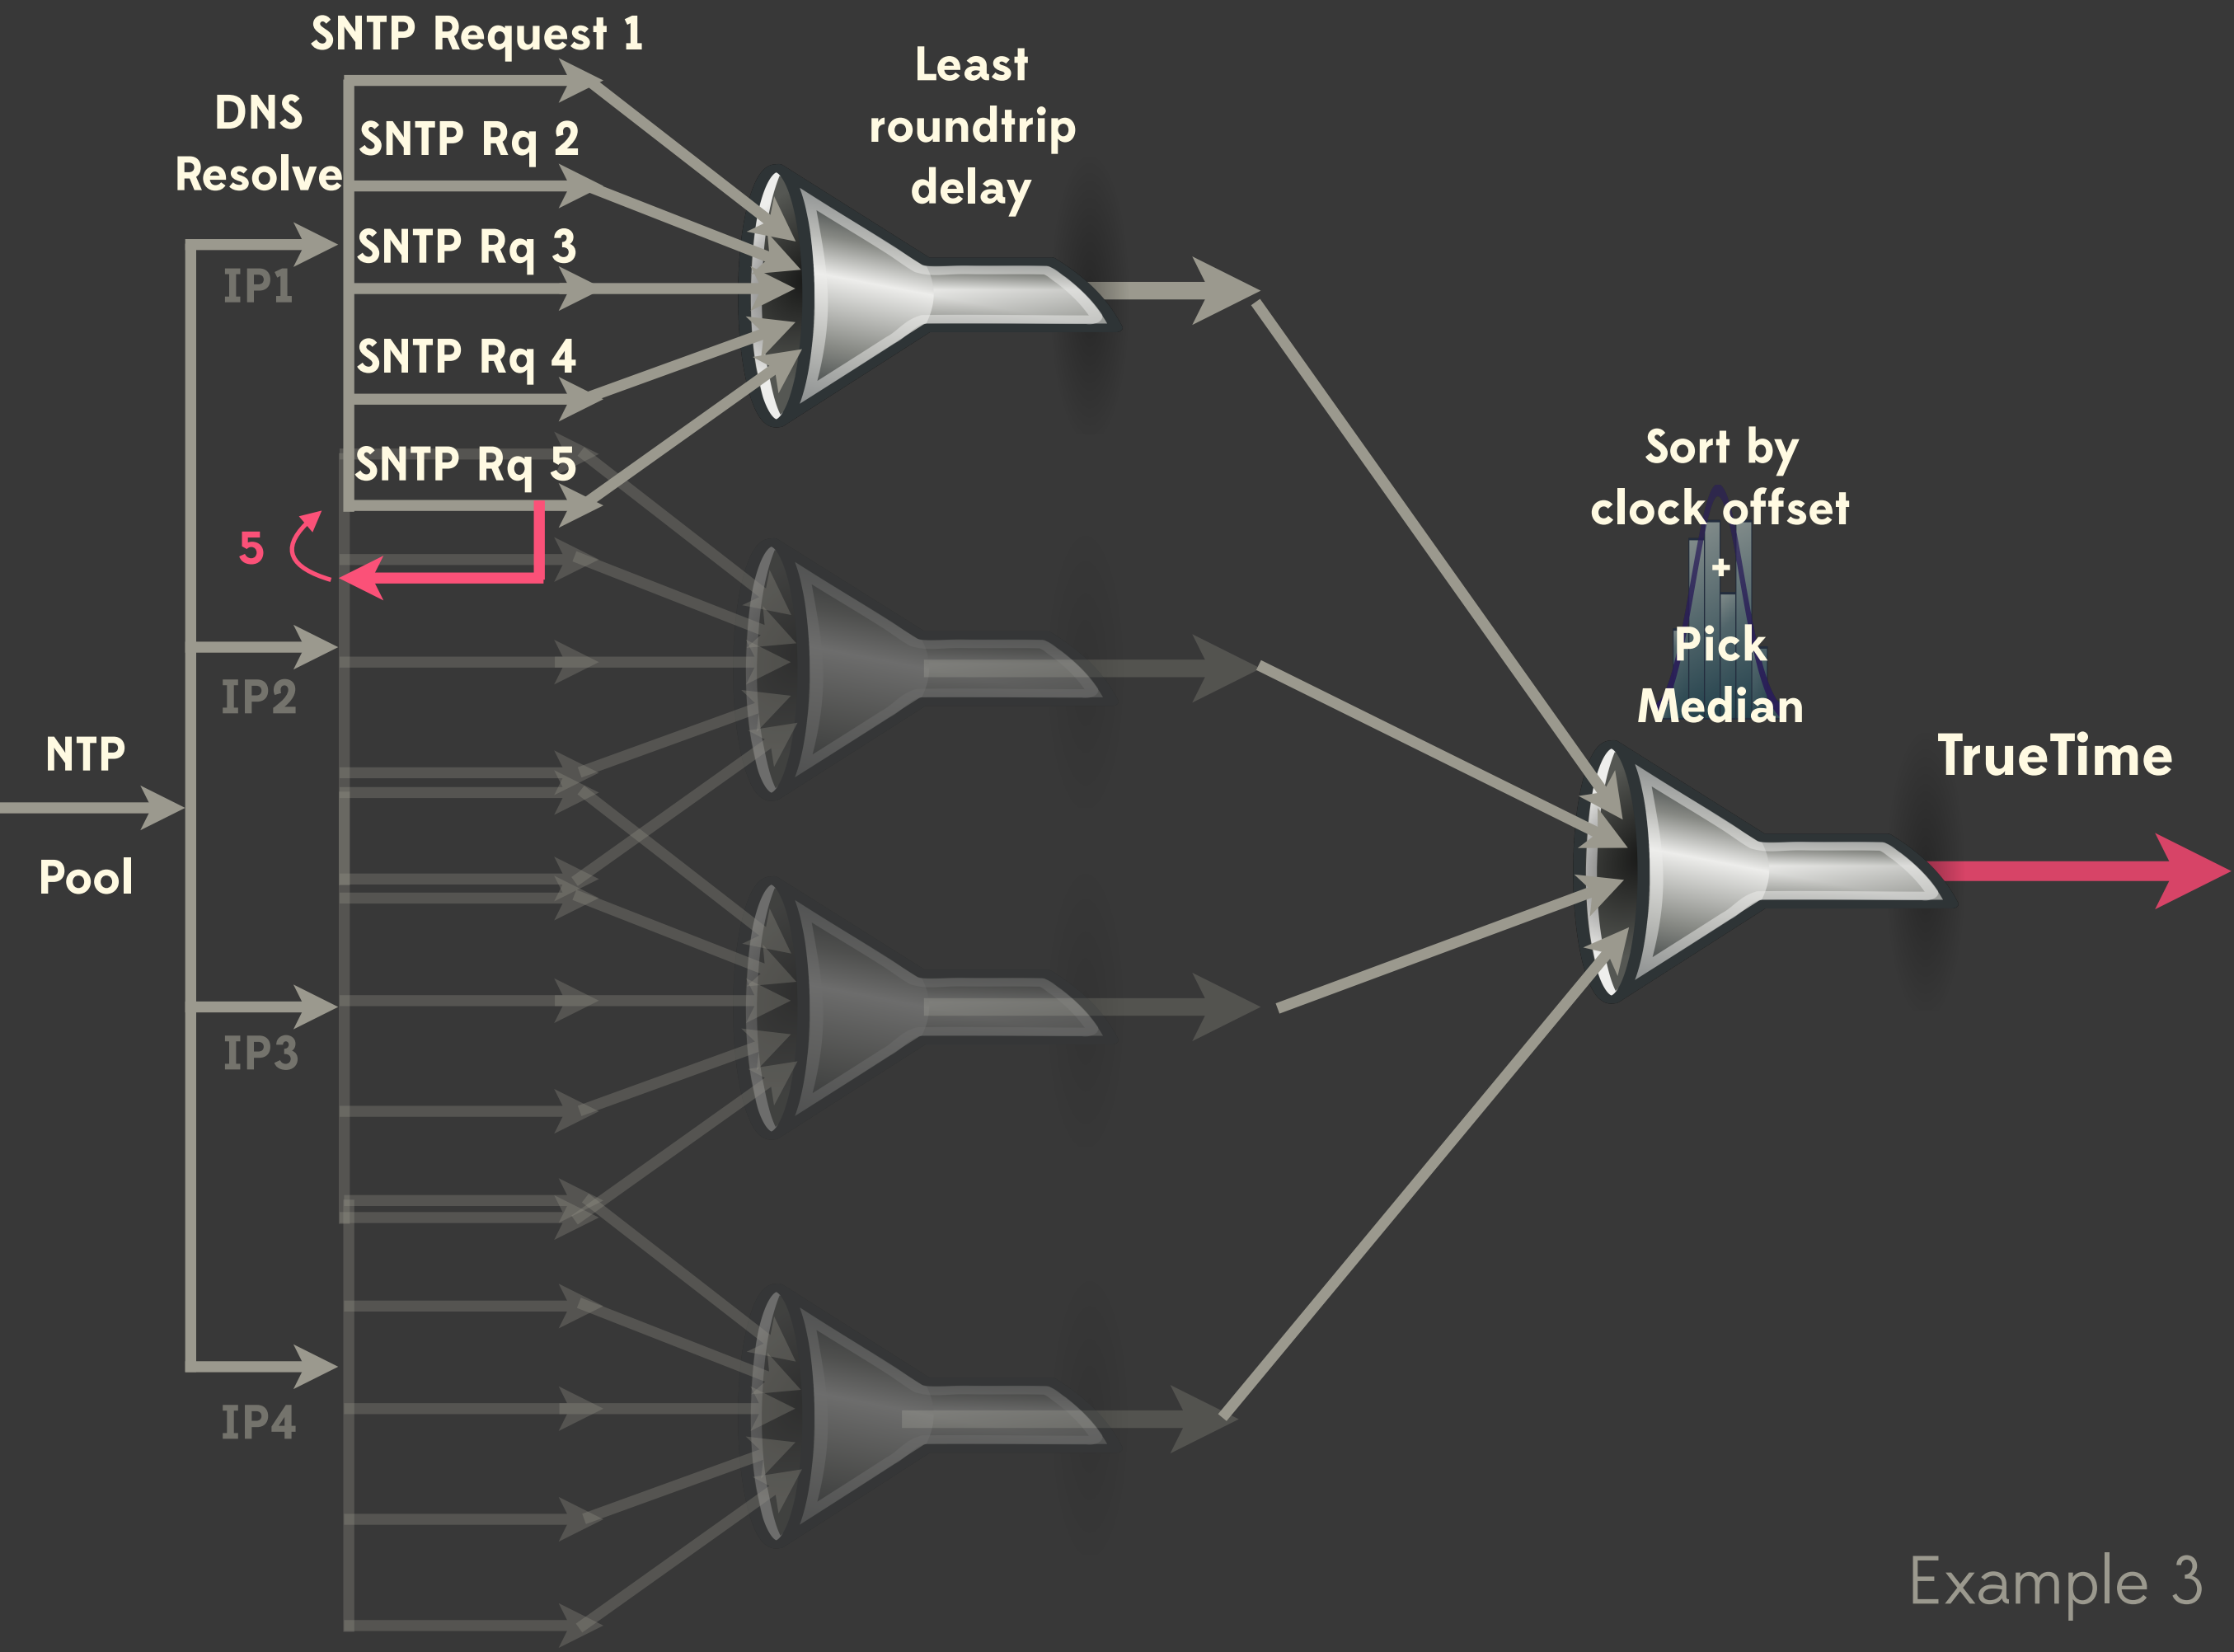 SNTP Request 1
DNS
Resolve
SNTP Rq 2
SNTP Rq 3
SNTP Rq 4
SNTP Rq 5
5
IP1
IP2
IP3
IP4
NTP
Pool
Least
roundtrip
delay
Sort by
clock offset
+
Pick
Median
TrueTime
Example 3